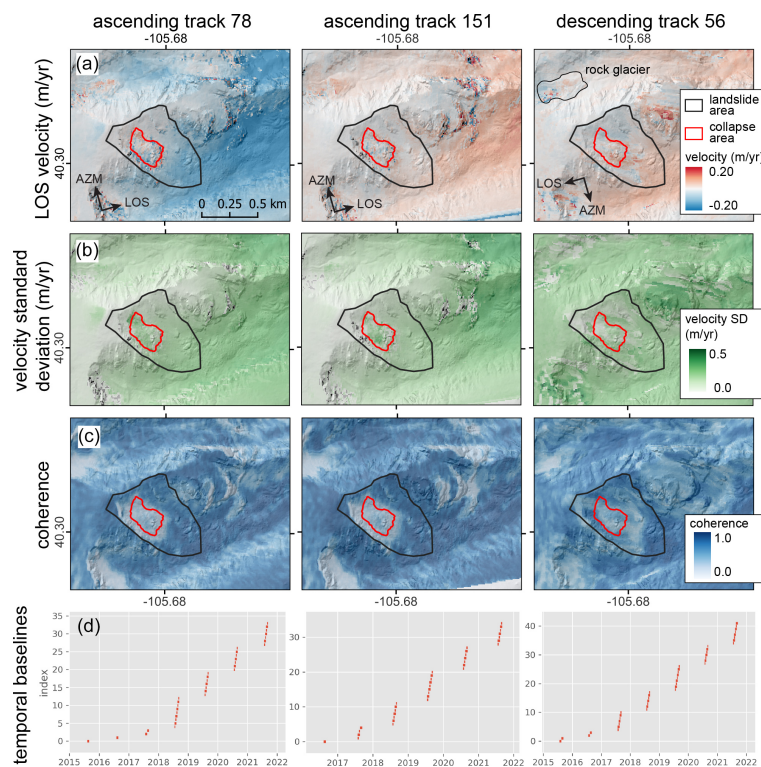 ascending track 78
ascending track 151
descending track 56
-105.68
-105.68
-105.68
(a)
LOS velocity (m/yr)
40.30
AZM
LOS
0 0.25 0.5 km
AZM
LOS
rock glacier
LOS
AZM
landslide
area
collapse
area
velocity (m/yr)
0.20
-0.20
(b)
velocity standard
deviation (m/yr)
40.30
velocity SD
(m/yr)
0.5
0.0
(c)
coherence
40.30
coherence
1.0
0.0
-105.68
-105.68
-105.68
(d)
temporal baselines
index
35
30
25
20
15
10
5
0
2015 2016 2017 2018 2019 2020 2021 2022
30
20
10
0
2017 2018 2019 2020 2021 2022
40
30
20
10
0
2015 2016 2017 2018 2019 2020 2021 2022